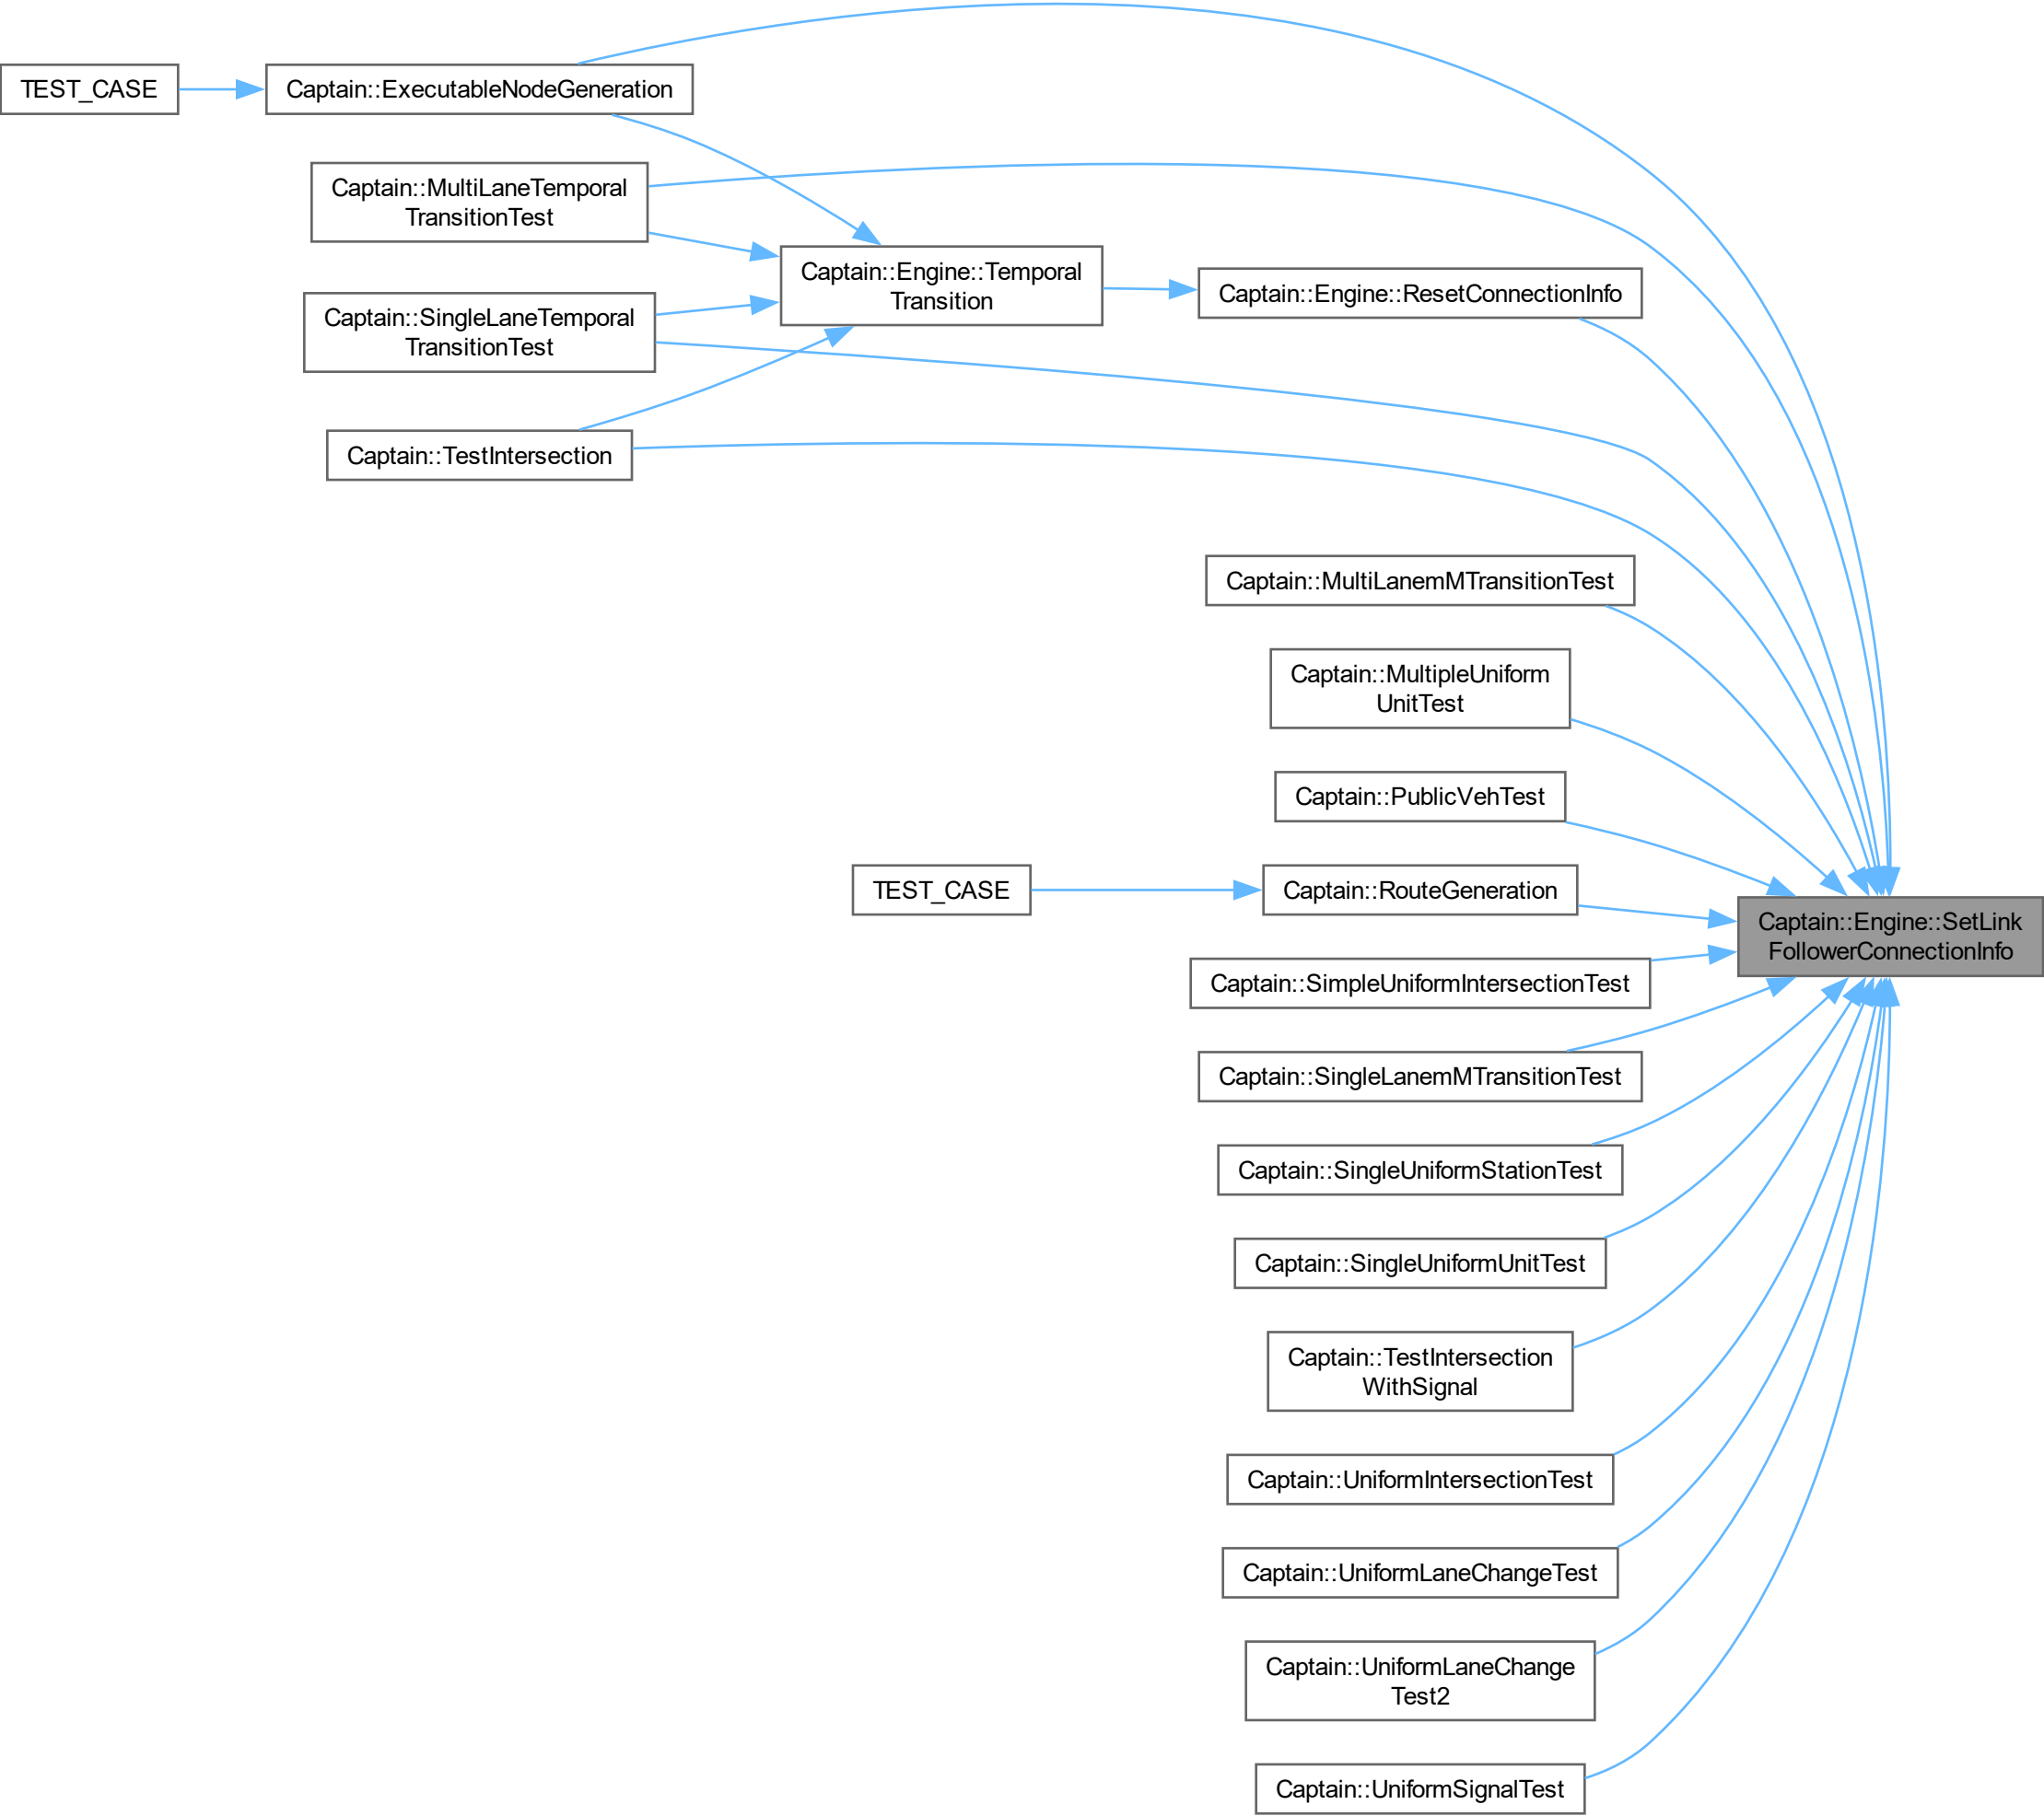 TEST_CASE
Captain::ExecutableNodeGeneration
Captain::MultiLaneTemporal
TransitionTest
Captain::Engine::Temporal
Transition
Captain::Engine::ResetConnectionInfo
Captain::SingleLaneTemporal
TransitionTest
Captain::TestIntersection
Captain::MultiLanemMTransitionTest
Captain::MultipleUniform
UnitTest
Captain::PublicVehTest
TEST_CASE
Captain::RouteGeneration
Captain::Engine::SetLink
FollowerConnectionInfo
Captain::SimpleUniformIntersectionTest
Captain::SingleLanemMTransitionTest
Captain::SingleUniformStationTest
Captain::SingleUniformUnitTest
Captain::TestIntersection
WithSignal
Captain::UniformIntersectionTest
Captain::UniformLaneChangeTest
Captain::UniformLaneChange
Test2
Captain::UniformSignalTest